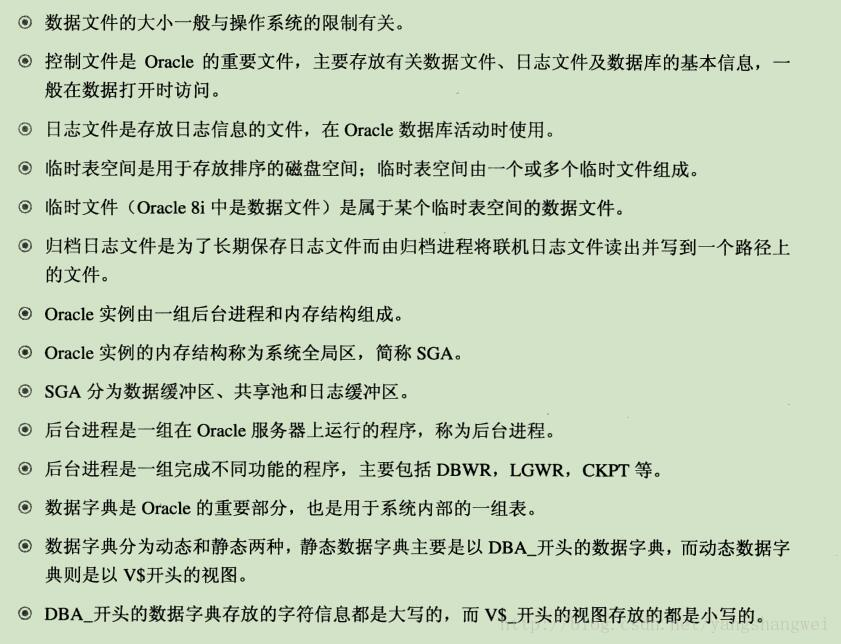 ◉ 数据文件的大小一般与操作系统的限制有关。
◉ 控制文件是 Oracle 的重要文件，主要存放有关数据文件、日志文件及数据库的基本信息，一
般在数据打开时访问。
◉ 日志文件是存放日志信息的文件，在 Oracle 数据库活动时使用。
◉ 临时表空间是用于存放排序的磁盘空间；临时表空间由一个或多个临时文件组成。
◉ 临时文件（Oracle 8i 中是数据文件）是属于某个临时表空间的数据文件。
◉ 归档日志文件是为了长期保存日志文件而由归档进程将联机日志文件读出并写到一个路径上
的文件。
◉ Oracle 实例由一组后台进程和内存结构组成。
◉ Oracle 实例的内存结构称为系统全局区，简称 SGA。
◉ SGA 分为数据缓冲区、共享池和日志缓冲区。
◉ 后台进程是一组在 Oracle 服务器上运行的程序，称为后台进程。
◉ 后台进程是一组完成不同功能的程序，主要包括 DBWR，LGWR，CKPT 等。
◉ 数据字典是 Oracle 的重要部分，也是用于系统内部的一组表。
◉ 数据字典分为动态和静态两种，静态数据字典主要是以 DBA_开头的数据字典，而动态数据字
典则是以 V$开头的视图。
◉ DBA_开头的数据字典存放的字符信息都是大写的，而 V$_开头的视图存放的都是小写的。
http://blog.csdn.net/yangshangwei